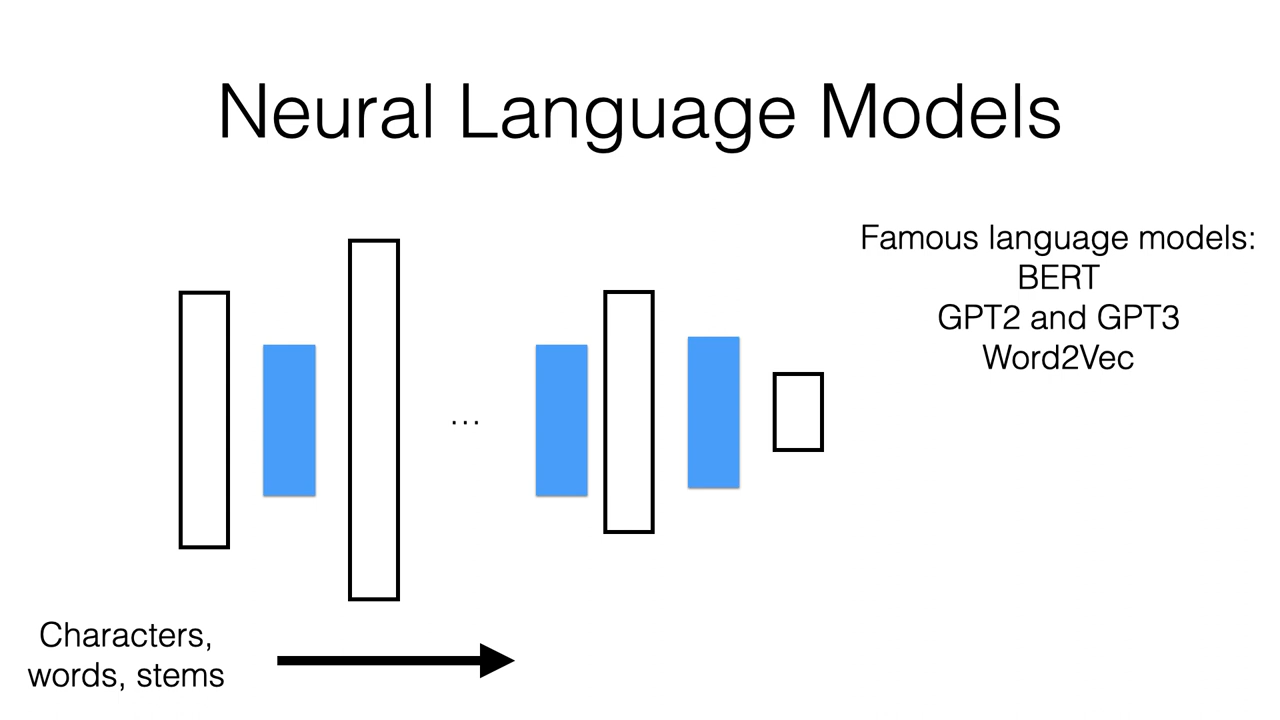 Neural Language Models
Famous language models:
BERT
GPT2 and GPT3
Word2Vec
...
Characters,
words, stems